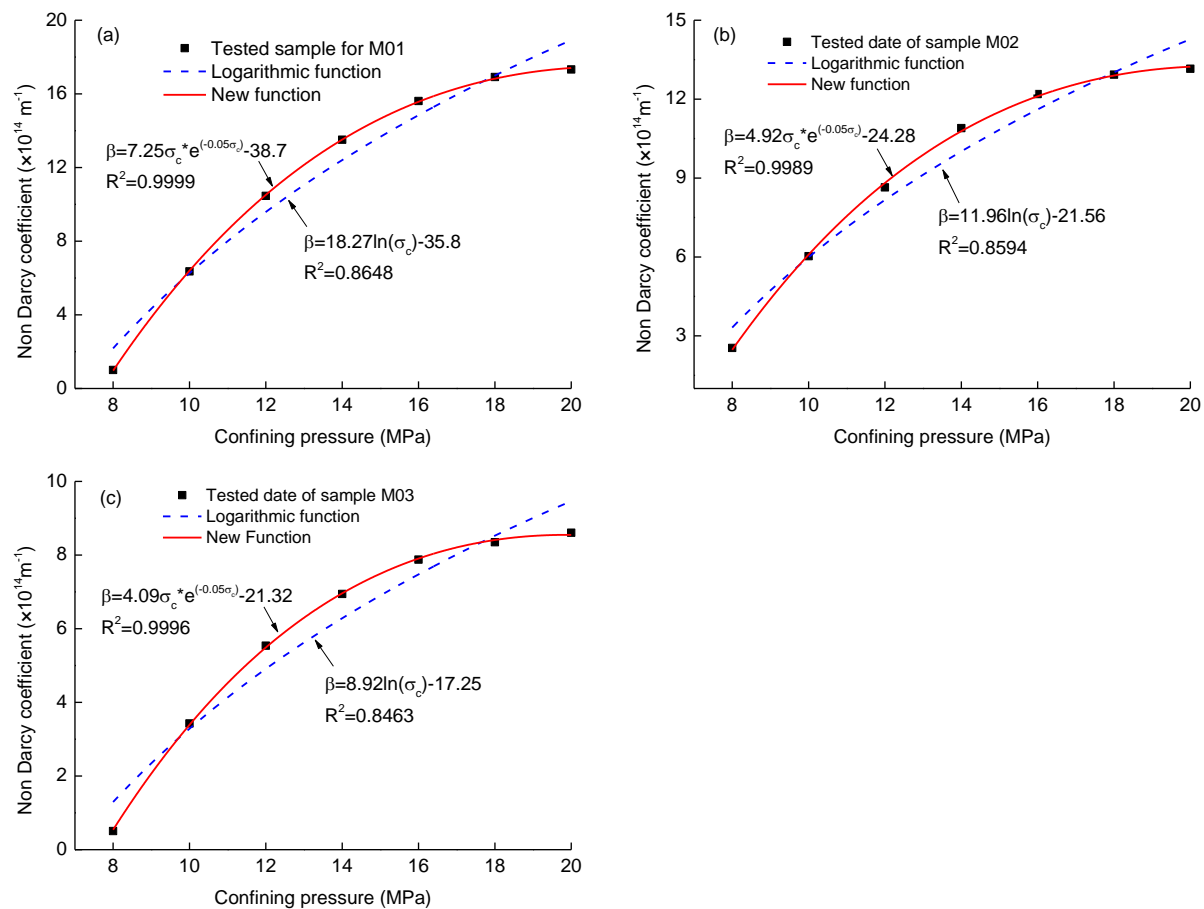 (a)
Tested sample for M01
Logarithmic function
New function
β=7.25σc*e(-0.05σc)-38.7
R2=0.9999
β=18.27ln(σc)-35.8
R2=0.8648
20
16
12
8
4
0
8 10 12 14 16 18 20
Non Darcy coefficient (×10^14 m^-1)
Confining pressure (MPa)
(b)
Tested date of sample M02
Logarithmic function
New function
β=4.92σc*e(-0.05σc)-24.28
R2=0.9989
β=11.96ln(σc)-21.56
R2=0.8594
15
12
9
6
3
8 10 12 14 16 18 20
Non Darcy coefficient (×10^14 m^-1)
Confining pressure (MPa)
(c)
Tested date of sample M03
Logarithmic function
New Function
β=4.09σc*e(-0.05σc)-21.32
R2=0.9996
β=8.92ln(σc)-17.25
R2=0.8463
10
8
6
4
2
0
8 10 12 14 16 18 20
Non Darcy coefficient (×10^14m^-1)
Confining pressure (MPa)